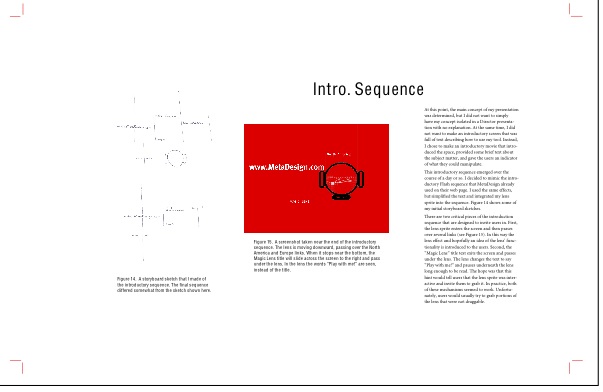 Intro. Sequence
At this point, the main concept of my presentation
was determined, but I did not want to simply
have my concept isolated in a Director presenta-
tion with no explanation. At the same time, I did
not want to make an introductory screen that was
full of text describing how to use my tool. Instead,
I chose to make an introductory movie that intro-
duced the space, provided some brief text about
the subject matter, and gave the users an indicator
of what they could manipulate.
This introductory sequence emerged over the
course of a day or so. I decided to mimic the intro-
ductory Flash sequence that MetaDesign already
used on their web page. I used the same effects,
but simplified the text and integrated my lens
sprite into the sequence. Figure 14 shows some of
my initial storyboard sketches.
There are two critical pieces of the introduction
sequence that are designed to invite users in. First,
the lens sprite enters the screen and then passes
over several links (see Figure 15). In this way the
lens effect and hopefully an idea of the lens' func-
tionality is introduced to the users. Second, the
"Magic Lens" title text exits the screen and passes
under the lens. The lens changes the text to say
"Play with me!" and pauses underneath the lens
long enough to be read. The hope was that this
hint would tell users that the lens sprite was inter-
active and invite them to grab it. In practice, both
of these mechanisms seemed to work. Unfortu-
nately, users would usually try to grab portions of
the lens that were not draggable.
www.MetaDesign.com
Figure 15. A screenshot taken near the end of the introductory
sequence. The lens is moving downward, passing over the North
America and Europe links. When it stops near the bottom, the
Magic Lens title will slide across the screen to the right and pass
under the lens. In the lens the words "Play with me!" are seen,
instead of the title.
Figure 14. A storyboard sketch that I made of
the introductory sequence. The final sequence
differed somewhat from the sketch shown here.